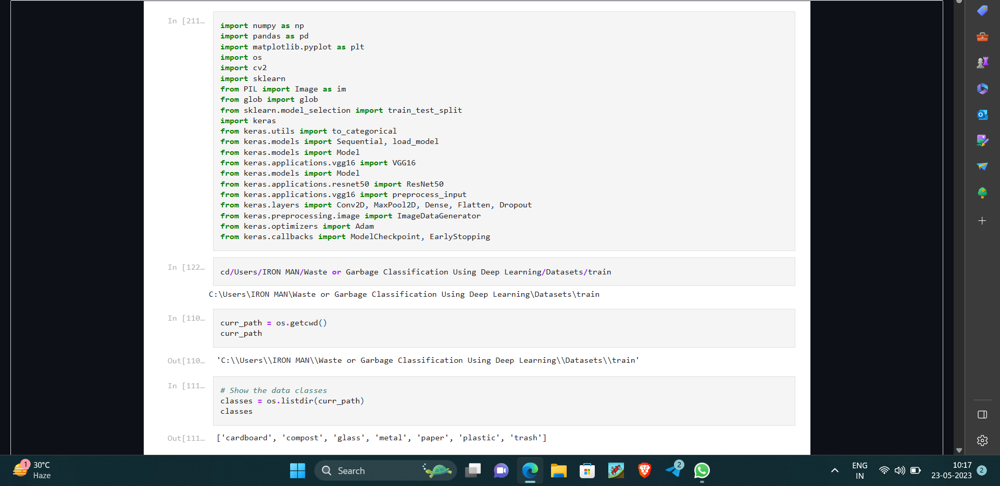 In [211…
import numpy as np
import pandas as pd
import matplotlib.pyplot as plt
import os
import cv2
import sklearn
from PIL import Image as im
from glob import glob
from sklearn.model_selection import train_test_split
import keras
from keras.utils import to_categorical
from keras.models import Sequential, load_model
from keras.models import Model
from keras.applications.vgg16 import VGG16
from keras.models import Model
from keras.applications.resnet50 import ResNet50
from keras.applications.vgg16 import preprocess_input
from keras.layers import Conv2D, MaxPool2D, Dense, Flatten, Dropout
from keras.preprocessing.image import ImageDataGenerator
from keras.optimizers import Adam
from keras.callbacks import ModelCheckpoint, EarlyStopping
In [122…
cd/Users/IRON MAN/Waste or Garbage Classification Using Deep Learning/Datasets/train
C:\Users\IRON MAN\Waste or Garbage Classification Using Deep Learning\Datasets\train
In [110…
curr_path = os.getcwd()
curr_path
Out[110…
'C:\\Users\\IRON MAN\\Waste or Garbage Classification Using Deep Learning\\Datasets\\train'
In [111…
# Show the data classes
classes = os.listdir(curr_path)
classes
Out[111…
['cardboard', 'compost', 'glass', 'metal', 'paper', 'plastic', 'trash']
1
30°C
Haze
Search
2
ENG
IN
10:17
23-05-2023
2